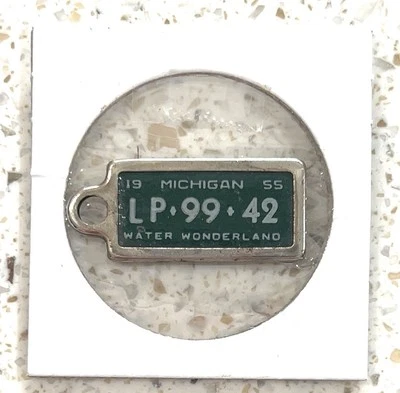 19 MICHIGAN 55
LP·99·42
WATER WONDERLAND